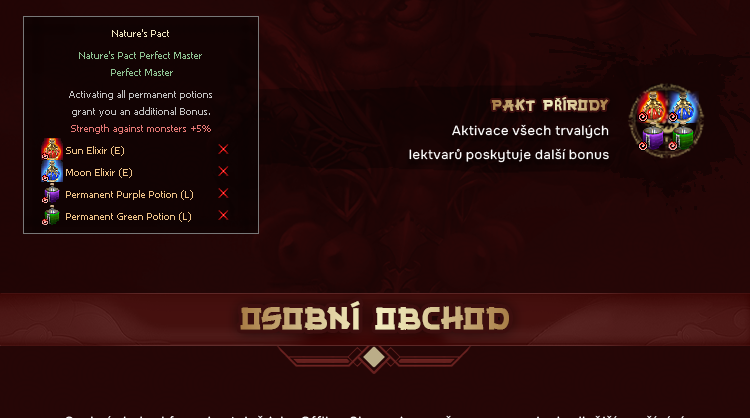 Nature's Pact
Nature's Pact Perfect Master
Perfect Master
Activating all permanent potions
grant you an additional Bonus.
Strength against monsters +5%
Sun Elixir (E)
Moon Elixir (E)
Permanent Purple Potion (L)
Permanent Green Potion (L)
PAKT PŘÍRODY
Aktivace všech trvalých
lektvarů poskytuje další bonus
OSOBNÍ OBCHOD